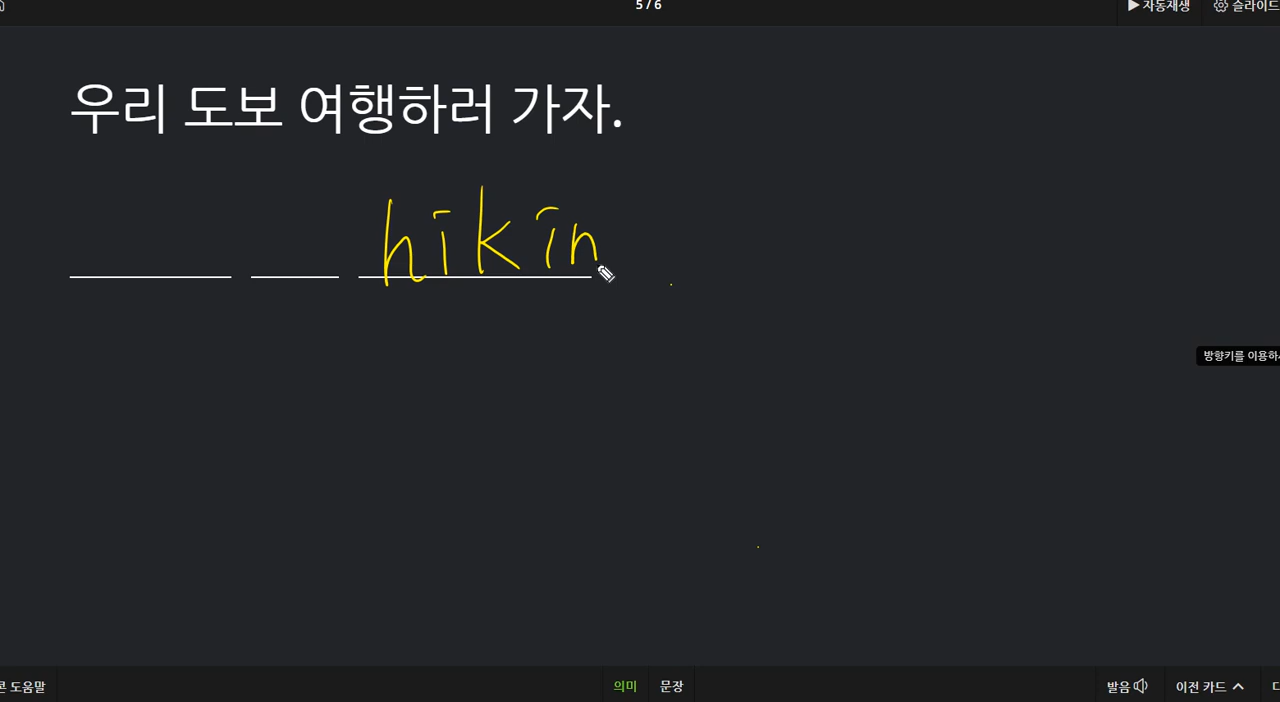 5 / 6
자동재생
슬라이드
우리 도보 여행하러 가자.
hikin
방향키를 이용하
도움말
의미
문장
발음
이전 카드